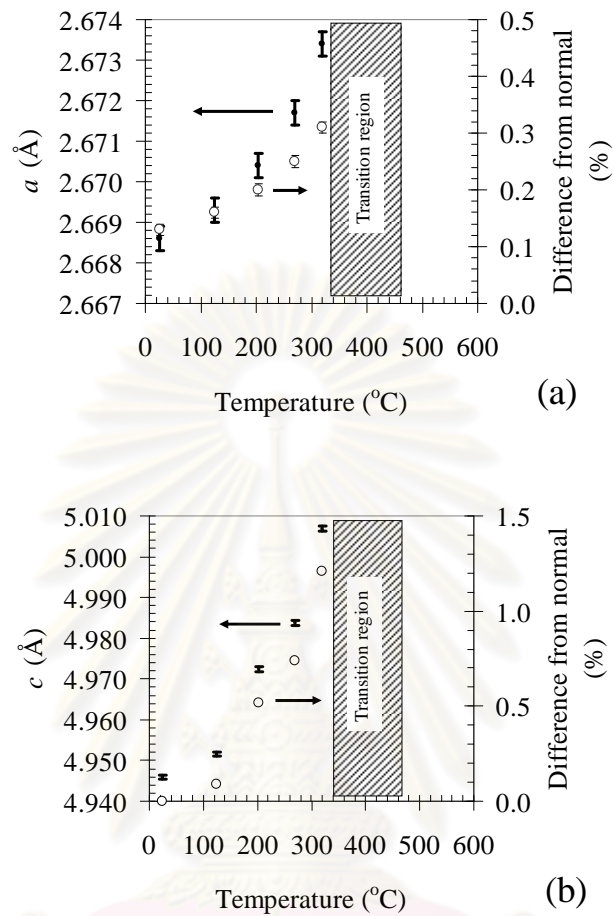 2.674
2.673
2.672
2.671
2.670
2.669
2.668
2.667
a (Å)
0.5
0.4
0.3
0.2
0.1
0.0
Difference from normal
(%)
Transition region
0 100 200 300 400 500 600
Temperature (°C)
(a)
5.010
5.000
4.990
4.980
4.970
4.960
4.950
4.940
c (Å)
1.5
1.0
0.5
0.0
Difference from normal
(%)
Transition region
0 100 200 300 400 500 600
Temperature (°C)
(b)